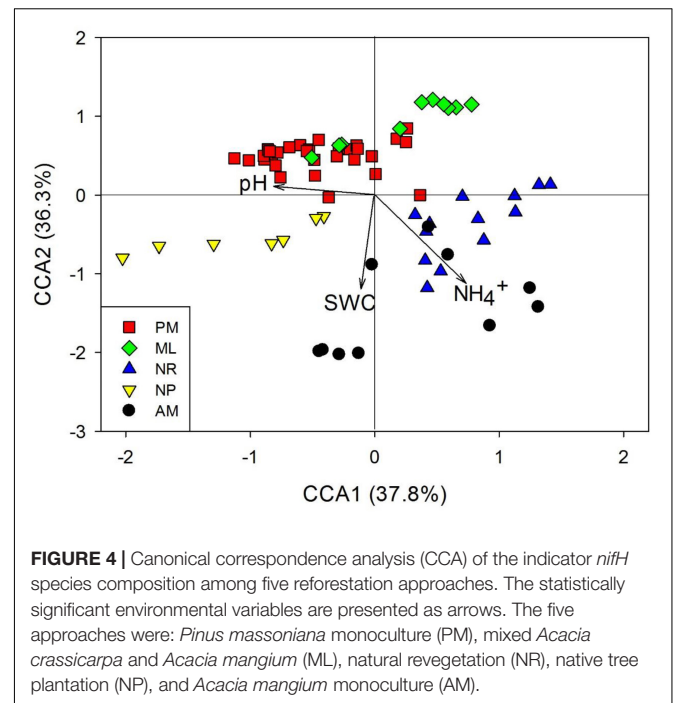 2
1
0
-1
-2
-3
CCA2 (36.3%)
pH
SWC
NH4+
PM
ML
NR
NP
AM
-2
-1
0
1
2
CCA1 (37.8%)
FIGURE 4 | Canonical correspondence analysis (CCA) of the indicator nifH
species composition among five reforestation approaches. The statistically
significant environmental variables are presented as arrows. The five
approaches were: Pinus massoniana monoculture (PM), mixed Acacia
crassicarpa and Acacia mangium (ML), natural revegetation (NR), native tree
plantation (NP), and Acacia mangium monoculture (AM).